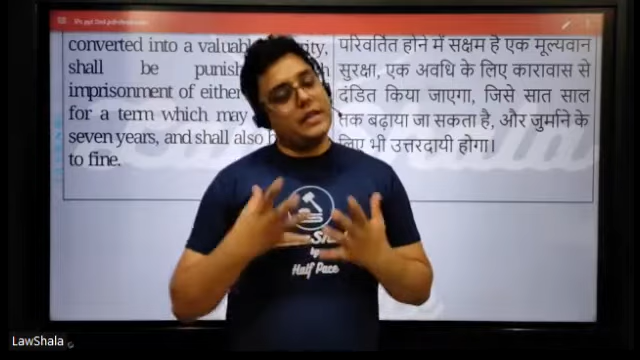 converted into a valuable
shall be punish
imprisonment of either
for a term which may
seven years, and shall also b
to fine.
परिवर्तित होने में सक्षम है एक मूल्यवान
सुरक्षा, एक अवधि के लिए कारावास से
दंडित किया जाएगा, जिसे सात साल
तक बढ़ाया जा सकता है, और जुर्माने के
लिए भी उत्तरदायी होगा।
Half Pace
LawShala